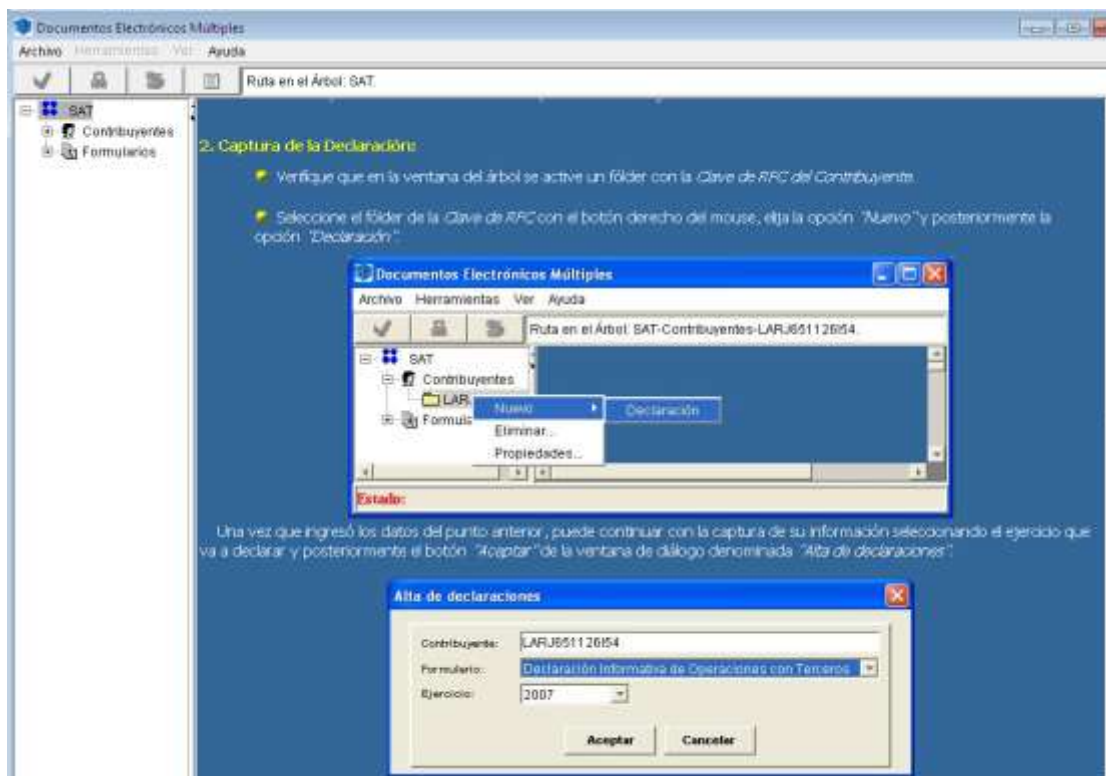 Documentos Electrónicos Múltiples
Archivo Herramientas Ver Ayuda
Ruta en el Árbol: SAT.
SAT
Contribuyentes
Formularios
2. Captura de la Declaración:
Verifique que en la ventana del árbol se active un fólder con la Clave de RFC del Contribuyente.
Seleccione el fólder de la Clave de RFC con el botón derecho del mouse, elija la opción "Nuevo" y posteriormente la
opción "Declaración".
Documentos Electrónicos Múltiples
Archivo Herramientas Ver Ayuda
Ruta en el Árbol: SAT-Contribuyentes-LARJ651126I54.
SAT
Contribuyentes
LAR
Nuevo Declaración
Formula
Eliminar...
Propiedades...
Estado:
Una vez que ingresó los datos del punto anterior, puede continuar con la captura de su información seleccionando el ejercicio que
va a declarar y posteriormente el botón "Aceptar" de la ventana de diálogo denominada "Alta de declaraciones".
Alta de declaraciones
Contribuyente: LARJ651126I54
Formulario: Declaración Informativa de Operaciones con Terceros
Ejercicio: 2007
Aceptar Cancelar